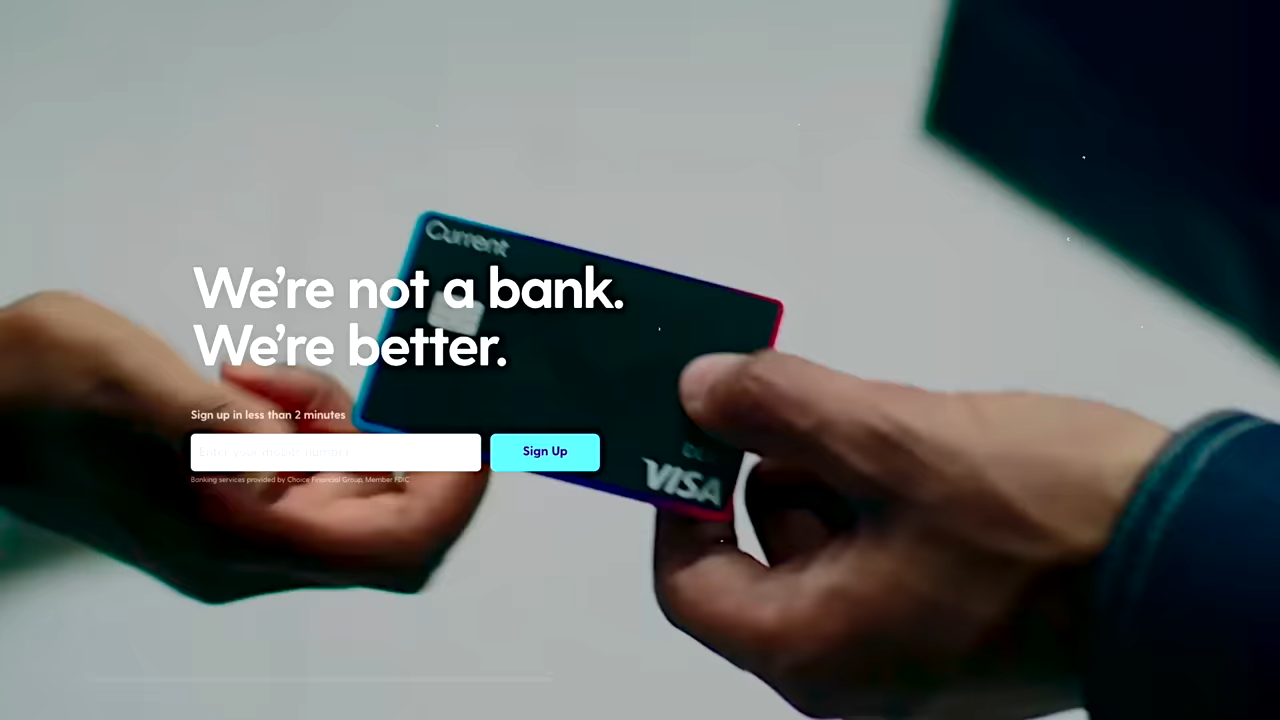 Current
We're not a bank.
We're better.
Sign up in less than 2 minutes
Enter your mobile number
Sign Up
Banking services provided by Choice Financial Group, Member FDIC
VISA